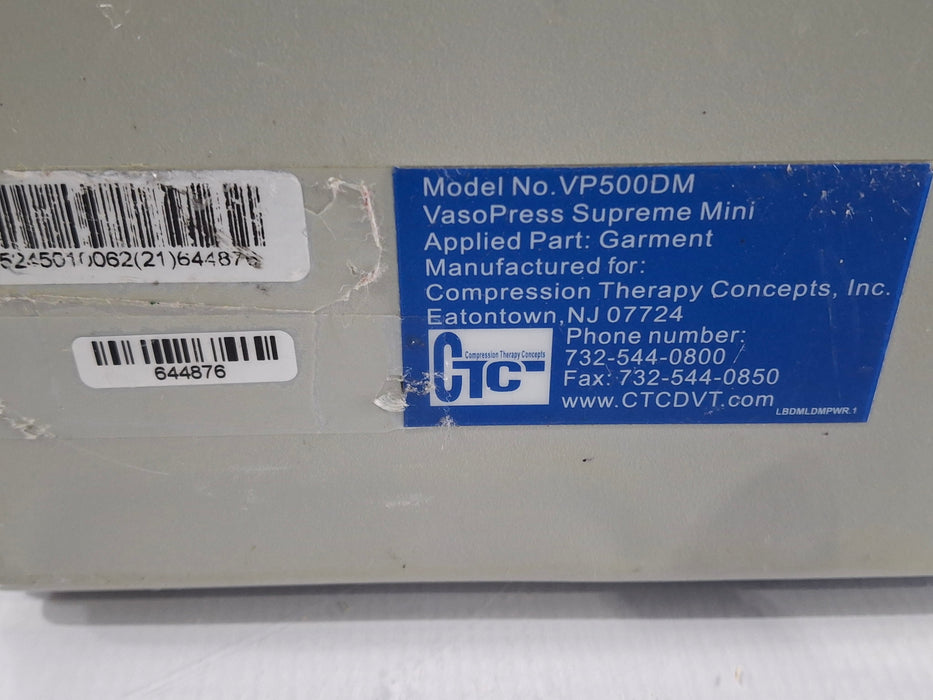 5245010062(21)644876
644876
Model No.VP500DM
VasoPress Supreme Mini
Applied Part: Garment
Manufactured for:
Compression Therapy Concepts, Inc.
Eatontown,NJ 07724
Phone number:
732-544-0800
Fax: 732-544-0850
www.CTCDVT.com
CTC
Compression Therapy Concepts
LBDMLDMPWR.1